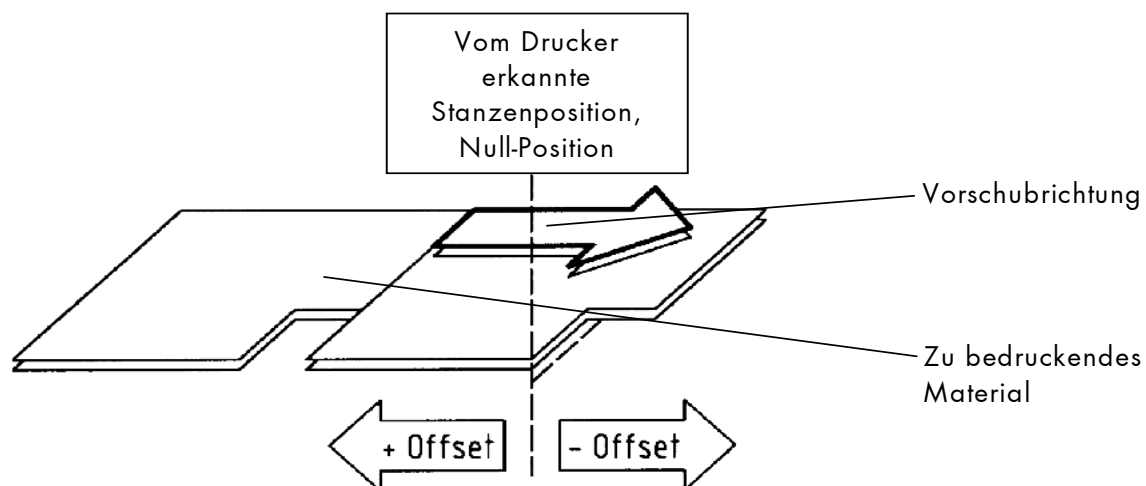 Vom Drucker
erkannte
Stanzenposition,
Null-Position
Vorschubrichtung
Zu bedruckendes
Material
+ Offset
- Offset